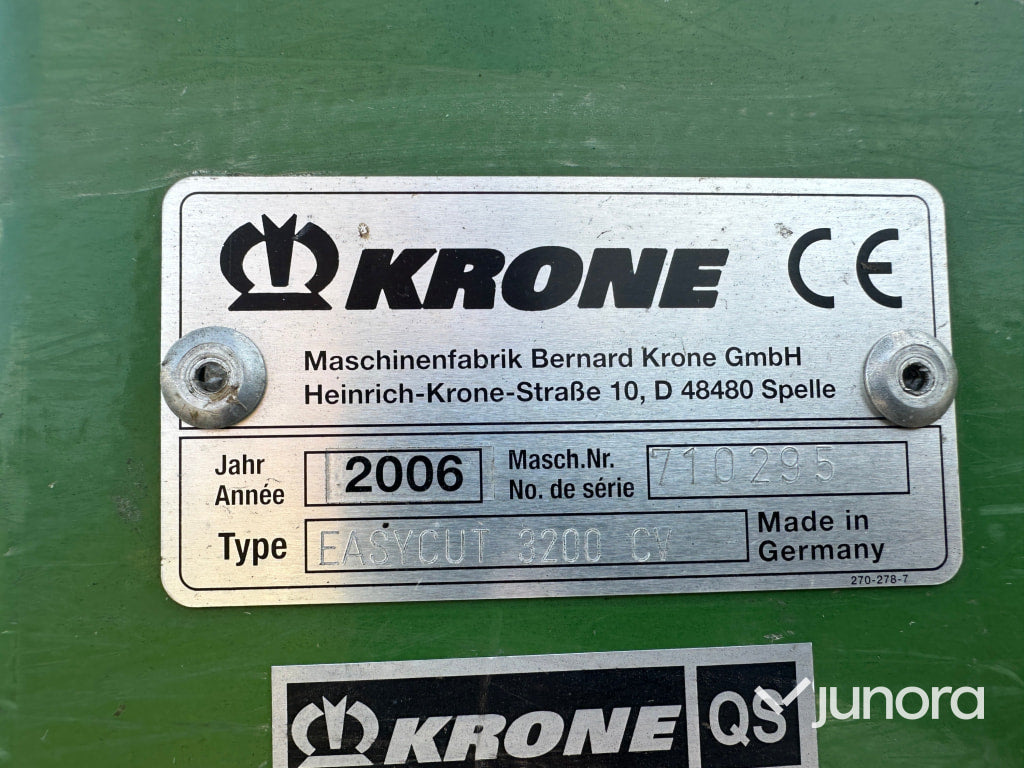 KRONE CE
Maschinenfabrik Bernard Krone GmbH
Heinrich-Krone-Straße 10, D 48480 Spelle
Jahr
Année
2006
Masch.Nr.
No. de série
710295
Type
EASYCUT 3200 CV
Made in
Germany
270-278-7
KRONE QS
junora